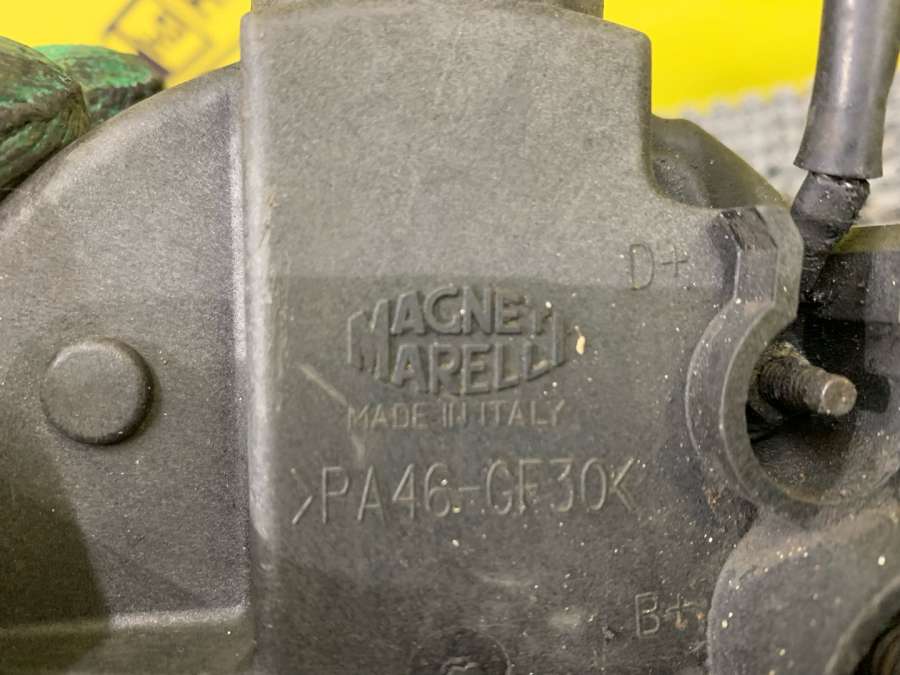 D+
MAGNETI
MARELLI
MADE IN ITALY
>PA46-GF30<
B+